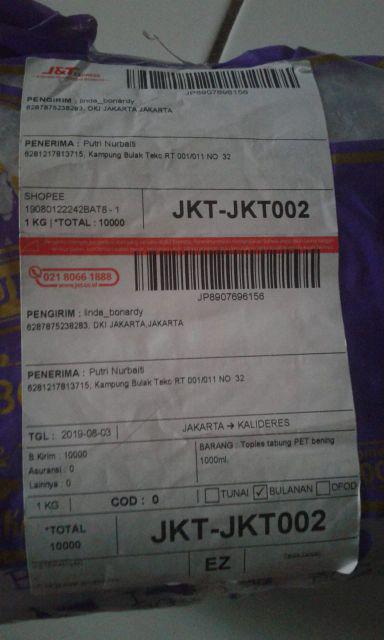 J&T EXPRESS
JP8907696156
PENGIRIM : linda_bonardy
6287875238283, DKI JAKARTA,JAKARTA
PENERIMA : Putri Nurbaiti
6281217813715, Kampung Bulak Teko RT 001/011 NO 32
SHOPEE
19080122242BAT8 - 1
1 KG | *TOTAL : 10000
JKT-JKT002
021 8066 1888
www.jet.co.id
JP8907696156
PENGIRIM : linda_bonardy
6287875238283, DKI JAKARTA,JAKARTA
PENERIMA : Putri Nurbaiti
6281217813715, Kampung Bulak Teko RT 001/011 NO 32
TGL : 2019-08-03
JAKARTA → KALIDERES
B.Kirim : 10000
Asuransi : 0
Lainnya : 0
BARANG : Toples tabung PET bening
1000ml.
1 KG
COD : 0
TUNAI ✓ BULANAN DFOD
*TOTAL
10000
JKT-JKT002
EZ